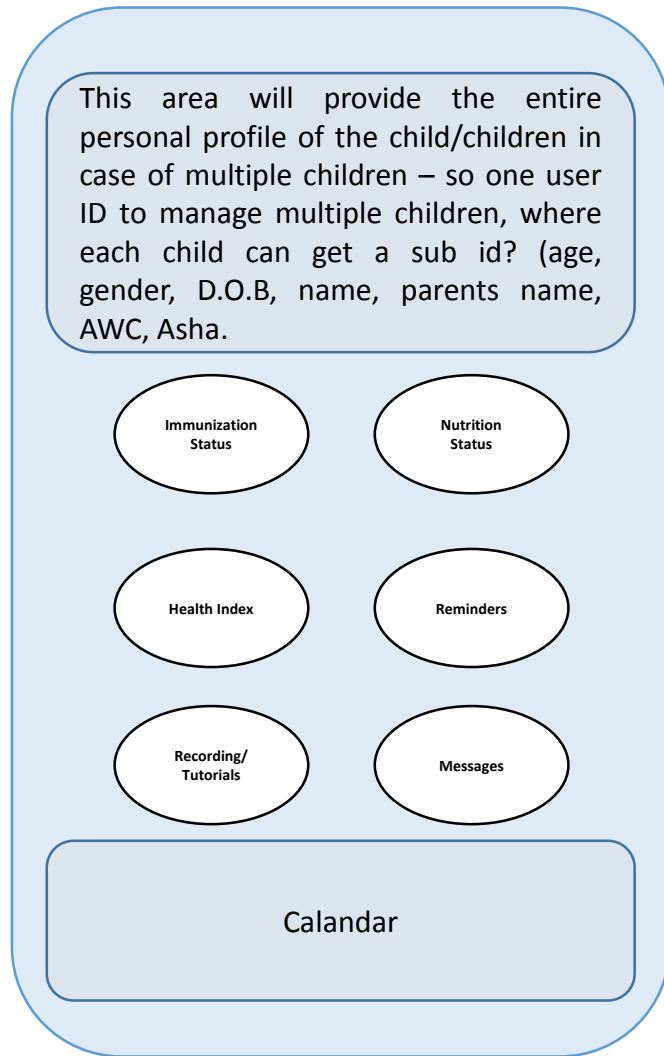 This area will provide the entire
personal profile of the child/children in
case of multiple children – so one user
ID to manage multiple children, where
each child can get a sub id? (age,
gender, D.O.B, name, parents name,
AWC, Asha.
Immunization
Status
Nutrition
Status
Health Index
Reminders
Recording/
Tutorials
Messages
Calandar